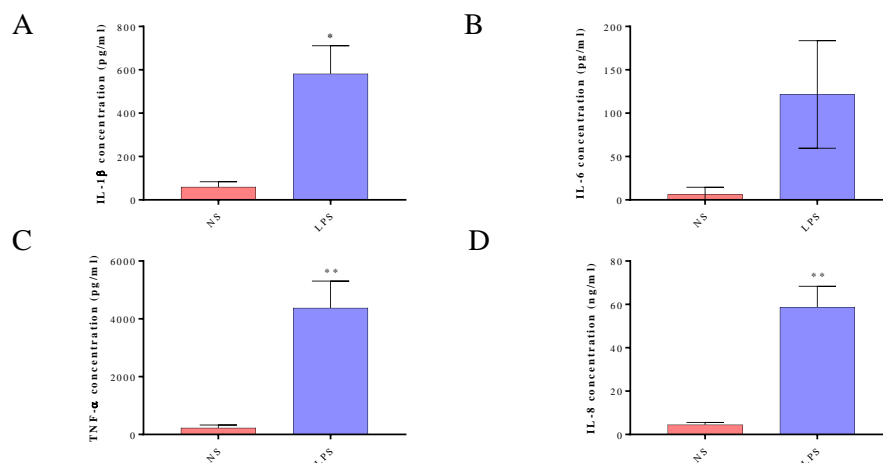 A
IL-1β concentration (pg/ml)
800
600
400
200
0
*
NS
LPS
B
IL-6 concentration (pg/ml)
200
150
100
50
0
NS
LPS
C
TNF-α concentration (pg/ml)
6000
4000
2000
0
**
NS
LPS
D
IL-8 concentration (ng/ml)
80
60
40
20
0
**
NS
LPS